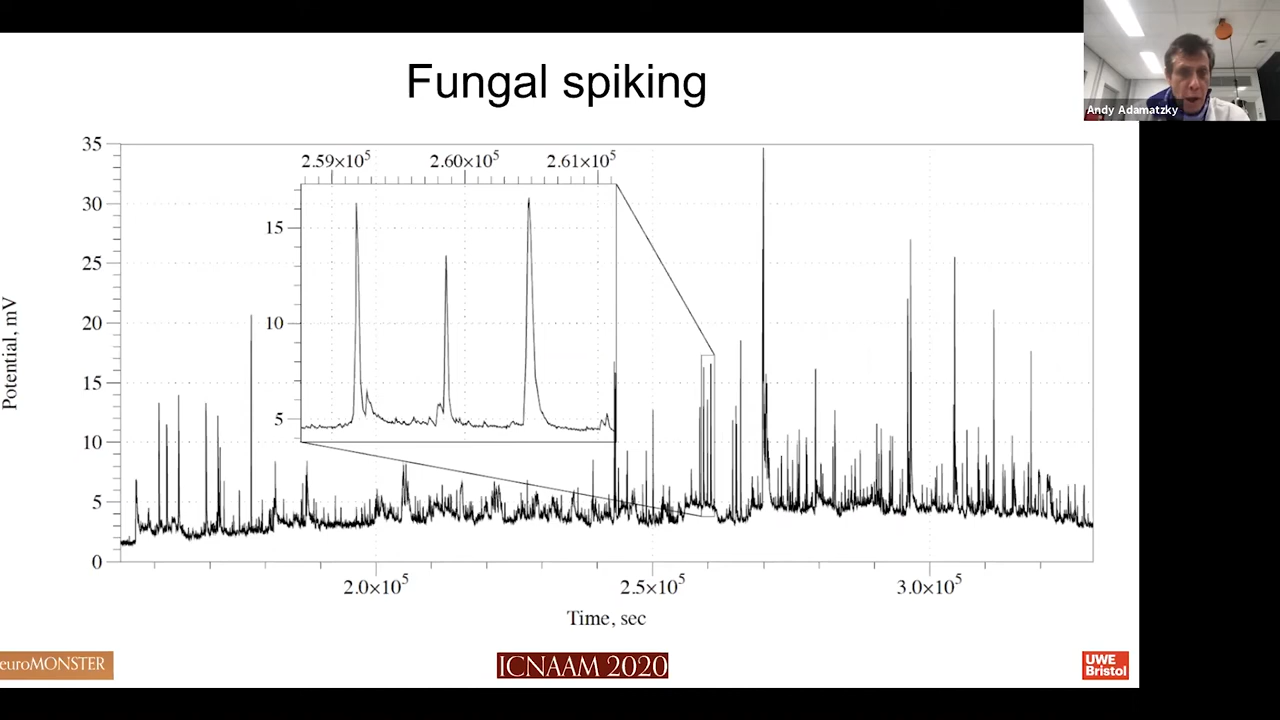 Fungal spiking
Andy Adamatzky
35
30
25
20
15
10
5
0
Potential, mV
2.59×10⁵ 2.60×10⁵ 2.61×10⁵
15
10
5
2.0×10⁵ 2.5×10⁵ 3.0×10⁵
Time, sec
euroMONSTER
ICNAAM 2020
UWE
Bristol